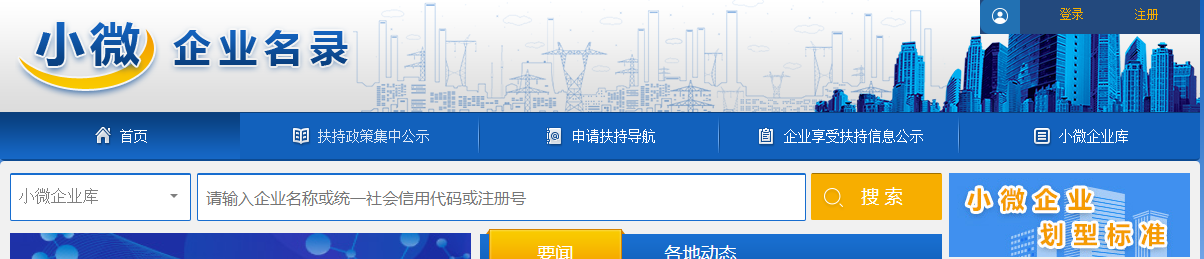 登录 注册
小微 企业名录
首页 扶持政策集中公示 申请扶持导航 企业享受扶持信息公示 小微企业库
小微企业库 请输入企业名称或统一社会信用代码或注册号 搜索
小微企业
划型标准
要闻 各地动态